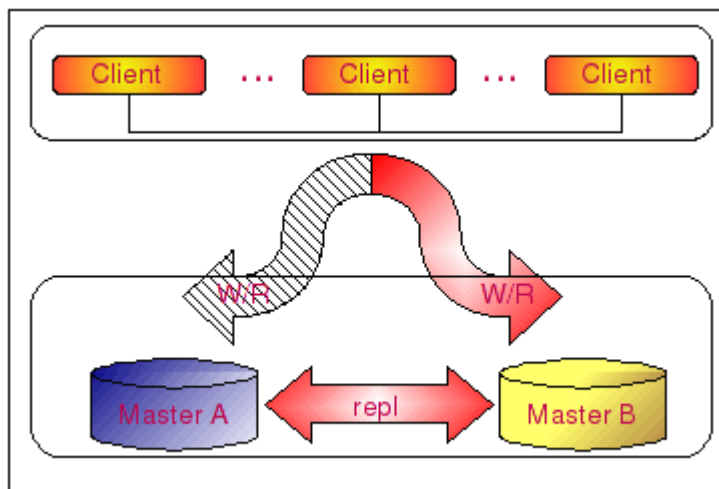 Client ... Client ... Client
W/R W/R
Master A repl Master B